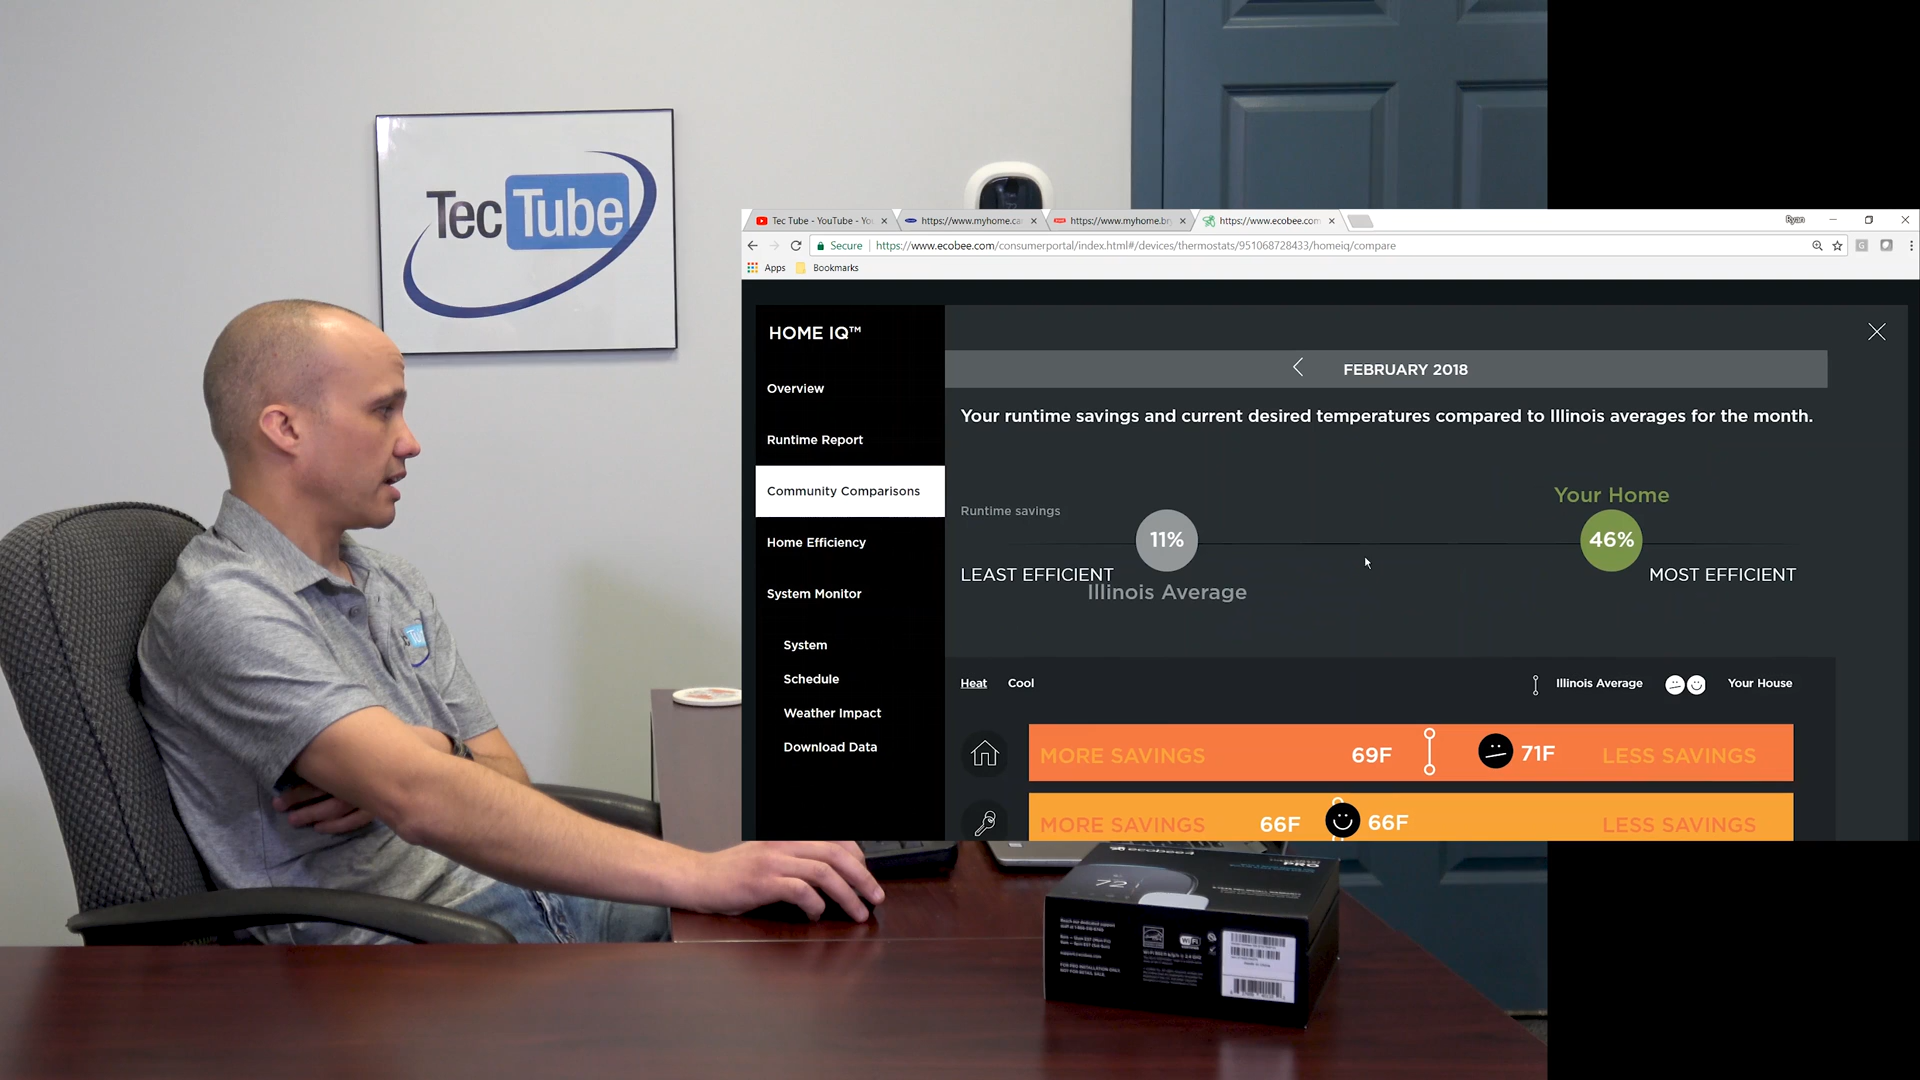 TecTube
Tec Tube - YouTube - Yo
https://www.myhome.ca
https://www.myhome.br
https://www.ecobee.com
Ryan
Secure
https://www.ecobee.com/consumerportal/index.html#/devices/thermostats/951068728433/homeiq/compare
Apps
Bookmarks
HOME IQ™
Overview
Runtime Report
Community Comparisons
Home Efficiency
System Monitor
System
Schedule
Weather Impact
Download Data
FEBRUARY 2018
Your runtime savings and current desired temperatures compared to Illinois averages for the month.
Your Home
Runtime savings
11%
46%
LEAST EFFICIENT
MOST EFFICIENT
Illinois Average
Heat
Cool
Illinois Average
Your House
MORE SAVINGS
69F
71F
LESS SAVINGS
MORE SAVINGS
66F
66F
LESS SAVINGS
72
WiFi